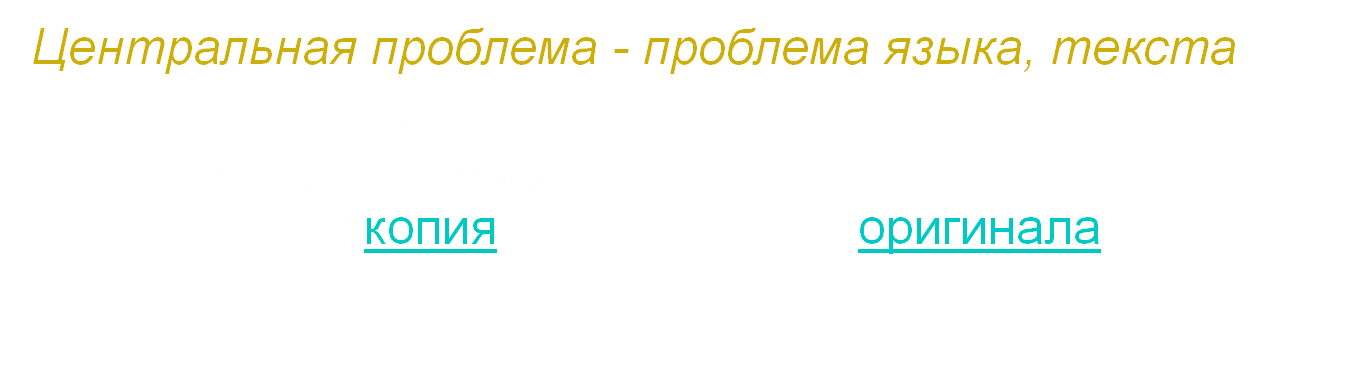 Центральная проблема - проблема языка, текста
копия оригинала